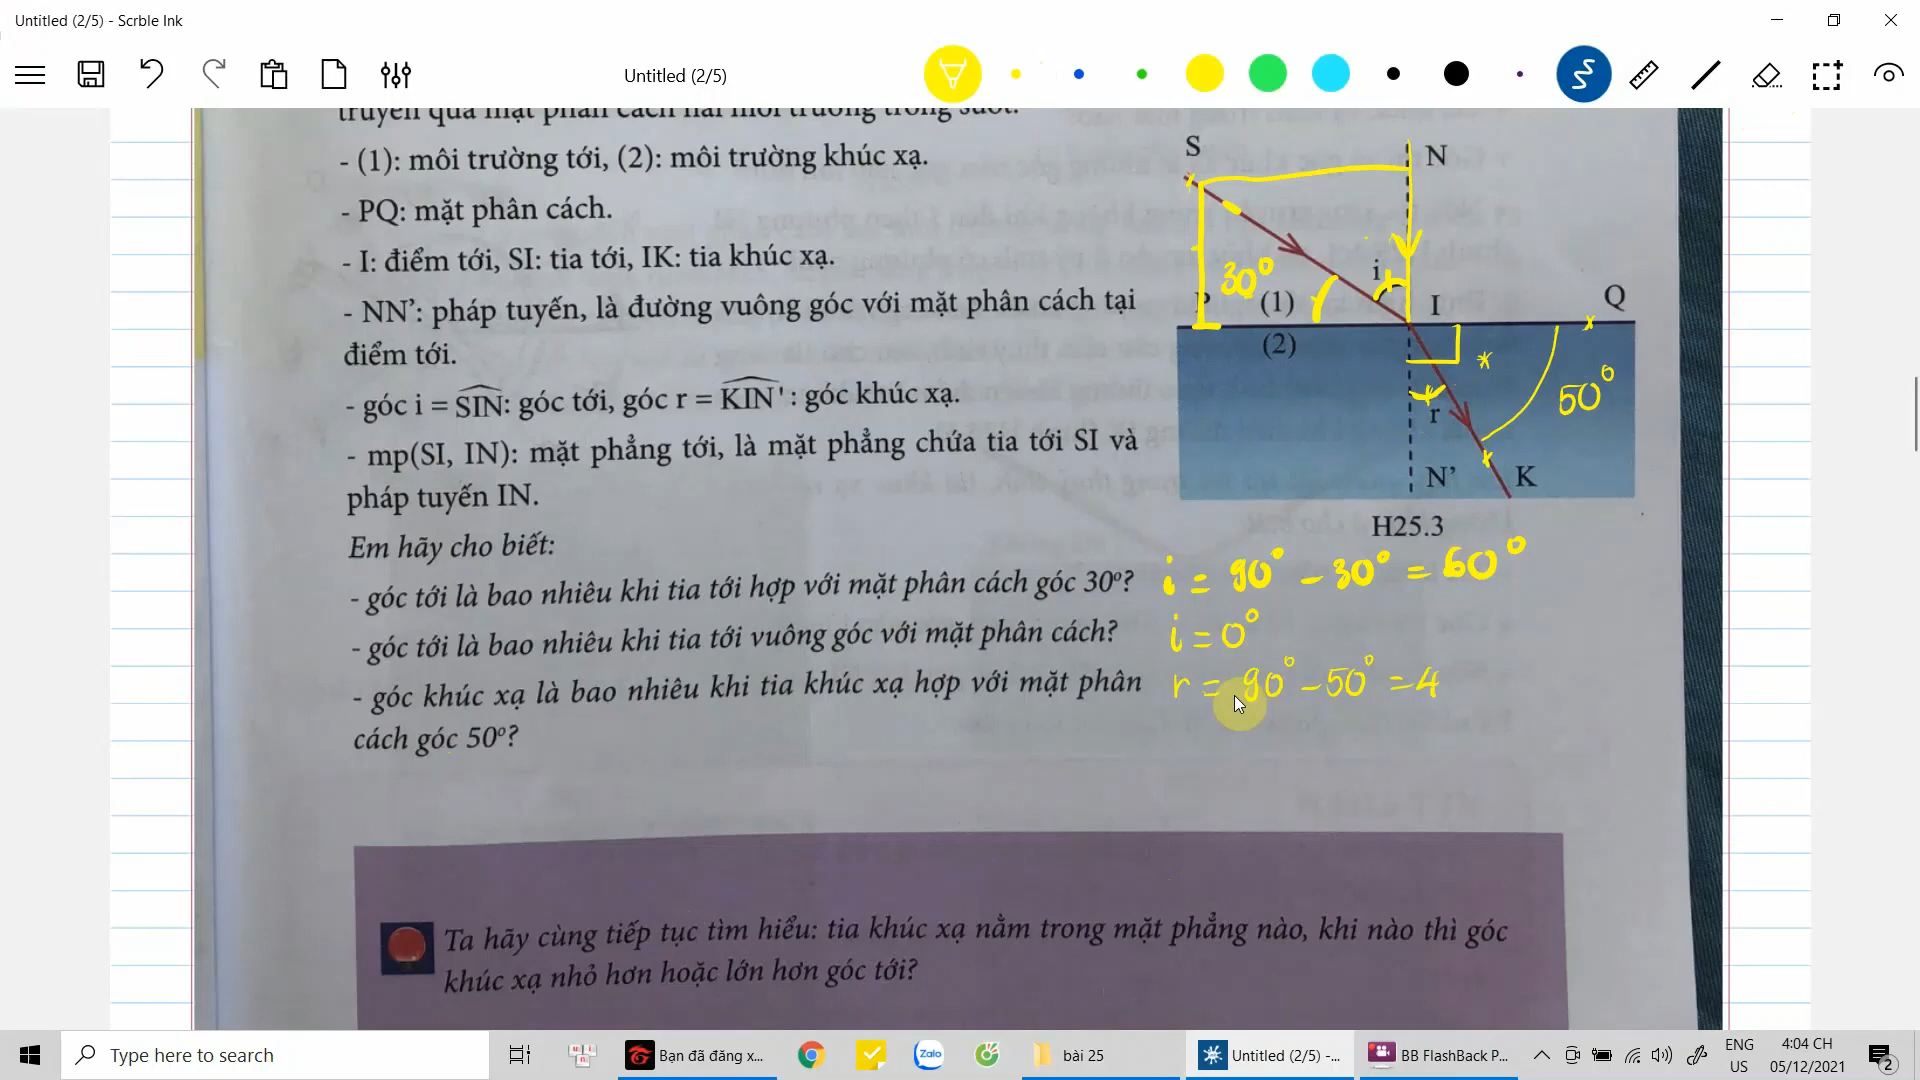 Untitled (2/5) - Scrble Ink
Untitled (2/5)
truyền qua mặt phân cách hai môi trường trong suốt.
- (1): môi trường tới, (2): môi trường khúc xạ.
- PQ: mặt phân cách.
- I: điểm tới, SI: tia tới, IK: tia khúc xạ.
- NN’: pháp tuyến, là đường vuông góc với mặt phân cách tại
điểm tới.
- góc i = SIN: góc tới, góc r = KIN': góc khúc xạ.
- mp(SI, IN): mặt phẳng tới, là mặt phẳng chứa tia tới SI và
pháp tuyến IN.
Em hãy cho biết:
- góc tới là bao nhiêu khi tia tới hợp với mặt phân cách góc 30º?
- góc tới là bao nhiêu khi tia tới vuông góc với mặt phân cách?
- góc khúc xạ là bao nhiêu khi tia khúc xạ hợp với mặt phân
cách góc 50º?
S
N
30°
i
P
(1)
I
Q
(2)
50°
r
N’
K
H25.3
i = 90° - 30° = 60°
i = 0°
r = 90° - 50° = 4
Ta hãy cùng tiếp tục tìm hiểu: tia khúc xạ nằm trong mặt phẳng nào, khi nào thì góc
khúc xạ nhỏ hơn hoặc lớn hơn góc tới?
Type here to search
Bạn đã đăng x...
Zalo
bài 25
Untitled (2/5) -...
BB FlashBack P...
ENG
US
4:04 CH
05/12/2021
2